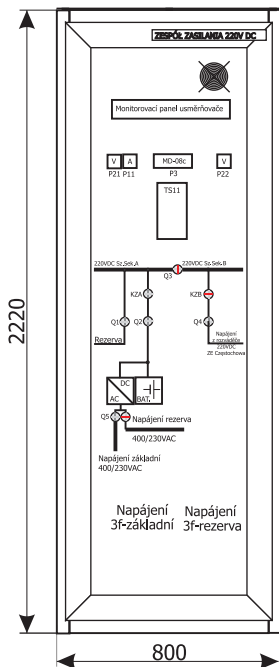 ZESPÓŁ ZASILANIA 220V DC
Monitorovací panel usměrňovače
V A MD-08c V
P21 P11 P3 P22
TS11
220VDC Sz.Sek.A 220VDC Sz.Sek.B
Q3
KZA KZB
Q1 Q2 Q4
Rezerva
Napájení
z rozváděče
220VDC
ZE Częstochowa
DC
AC BAT.
Q5
Napájení rezerva
400/230VAC
Napájení základní
400/230VAC
Napájení
3f-základní
Napájení
3f-rezerva
2220
800